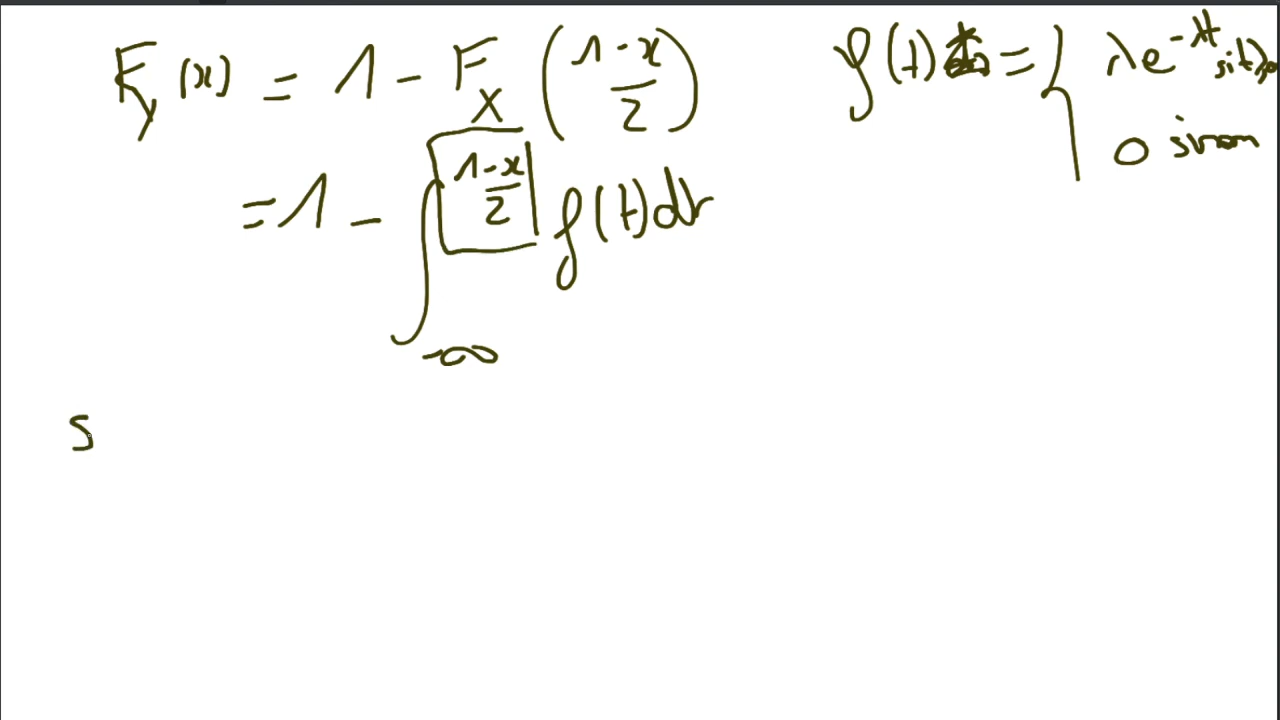 F_Y(x) = 1 - F_X((1-x)/2)
= 1 - ∫_{-∞}^{(1-x)/2} f(t)dt
f(t) = { λe^{-λt} si t>0
0 sinon
S